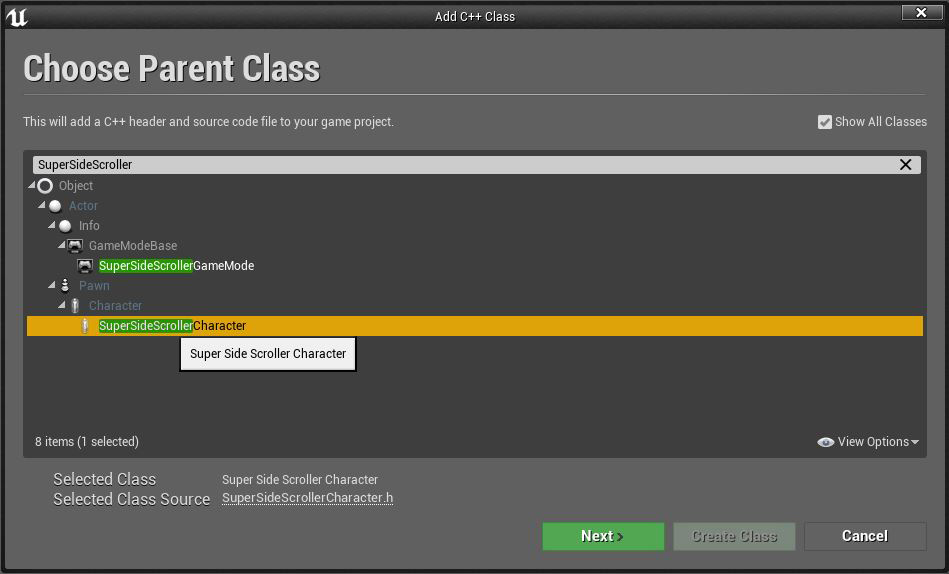 Add C++ Class
Choose Parent Class
This will add a C++ header and source code file to your game project.
Show All Classes
SuperSideScroller
Object
Actor
Info
GameModeBase
SuperSideScrollerGameMode
Pawn
Character
SuperSideScrollerCharacter
Super Side Scroller Character
8 items (1 selected)
View Options
Selected Class Super Side Scroller Character
Selected Class Source SuperSideScrollerCharacter.h
Next >
Create Class
Cancel